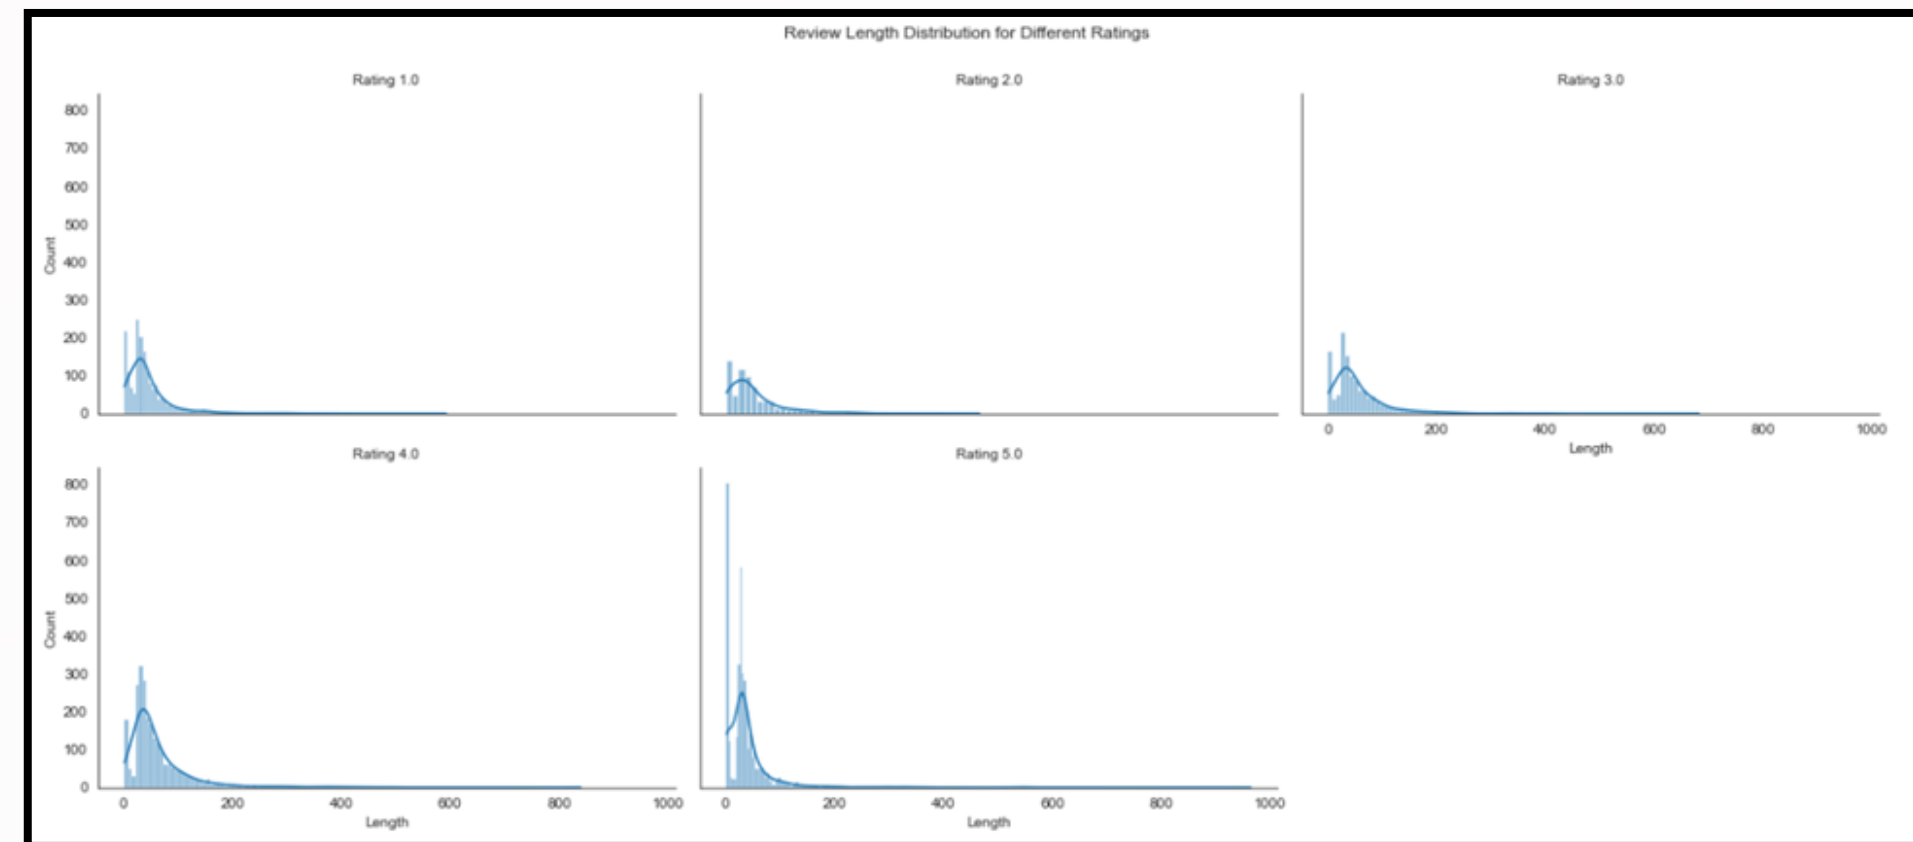 Review Length Distribution for Different Ratings
Rating 1.0
Rating 2.0
Rating 3.0
800
700
600
500
400
300
200
100
0
Count
0 200 400 600 800 1000
Length
Rating 4.0
Rating 5.0
800
700
600
500
400
300
200
100
0
Count
0 200 400 600 800 1000
Length
0 200 400 600 800 1000
Length